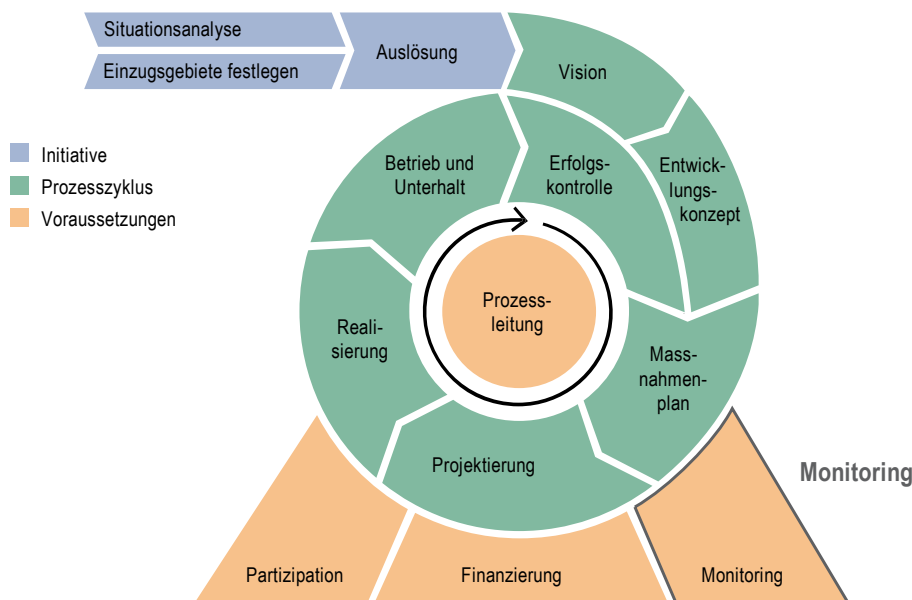 Situationsanalyse
Einzugsgebiete festlegen
Auslösung
Vision
Initiative
Prozesszyklus
Voraussetzungen
Betrieb und
Unterhalt
Erfolgs-
kontrolle
Entwick-
lungs-
konzept
Prozess-
leitung
Reali-
sierung
Mass-
nahmen-
plan
Projektierung
Monitoring
Partizipation
Finanzierung
Monitoring